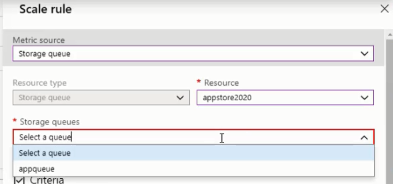 Scale rule
Metric source
Storage queue
Resource type
* Resource
Storage queue
appstore2020
* Storage queues
Select a queue
Select a queue
appqueue
Criteria